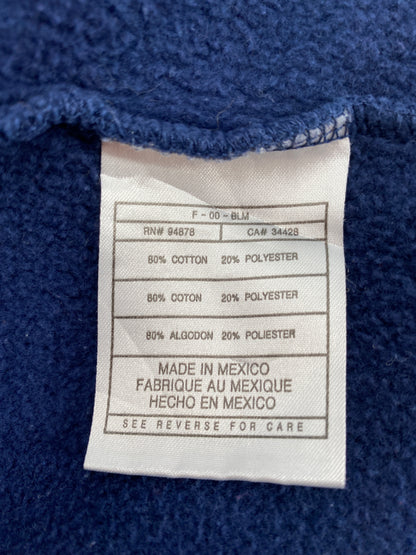 F - 00 - BLM
RN# 94878 CA# 34428
80% COTTON 20% POLYESTER
80% COTON 20% POLYESTER
80% ALGODON 20% POLIESTER
MADE IN MEXICO
FABRIQUE AU MEXIQUE
HECHO EN MEXICO
SEE REVERSE FOR CARE